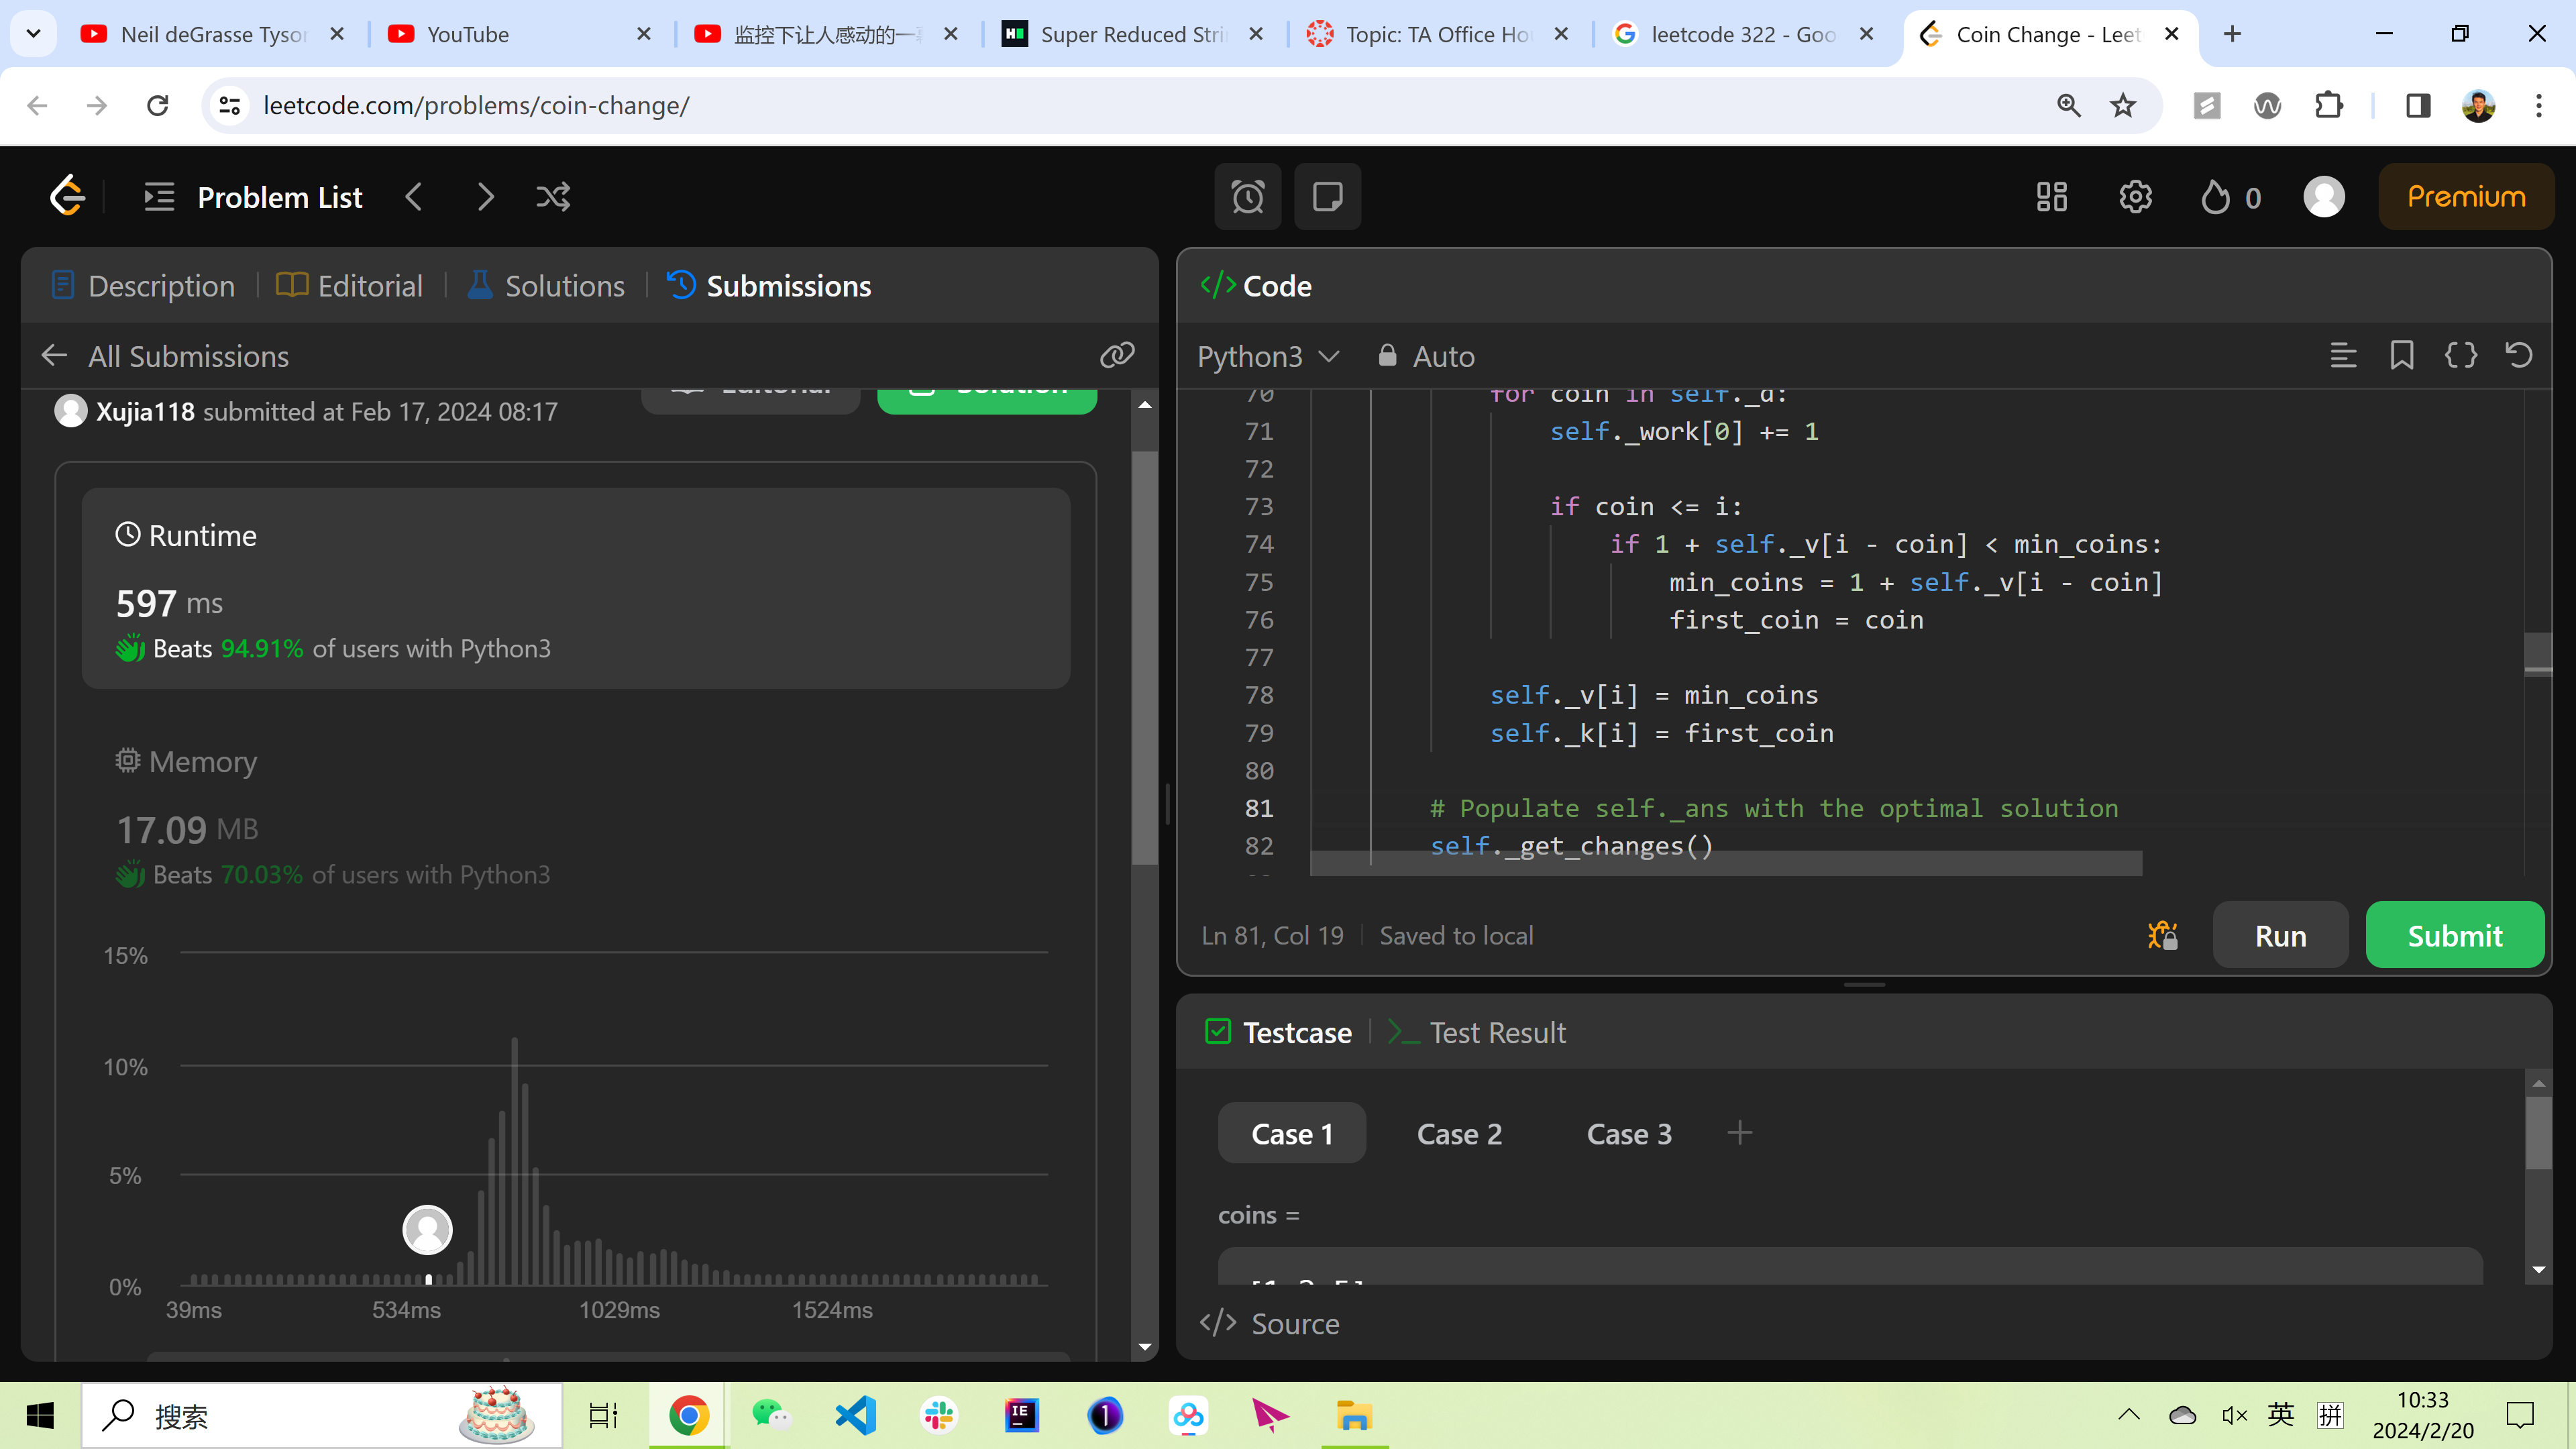 Neil deGrasse Tyson
YouTube
监控下让人感动的一
Super Reduced Stri
Topic: TA Office Ho
leetcode 322 - Goo
Coin Change - Leet
leetcode.com/problems/coin-change/
Problem List
0
Premium
Description
Editorial
Solutions
Submissions
All Submissions
Editorial
Solution
Xujia118 submitted at Feb 17, 2024 08:17
Runtime
597 ms
Beats 94.91% of users with Python3
Memory
17.09 MB
Beats 70.03% of users with Python3
15%
10%
5%
0%
39ms
534ms
1029ms
1524ms
</> Code
Python3
Auto
70 for coin in self._d:
71 self._work[0] += 1
72
73 if coin <= i:
74 if 1 + self._v[i - coin] < min_coins:
75 min_coins = 1 + self._v[i - coin]
76 first_coin = coin
77
78 self._v[i] = min_coins
79 self._k[i] = first_coin
80
81 # Populate self._ans with the optimal solution
82 self._get_changes()
Ln 81, Col 19
Saved to local
Run
Submit
Testcase
Test Result
Case 1
Case 2
Case 3
coins =
</> Source
搜索
英
拼
10:33
2024/2/20